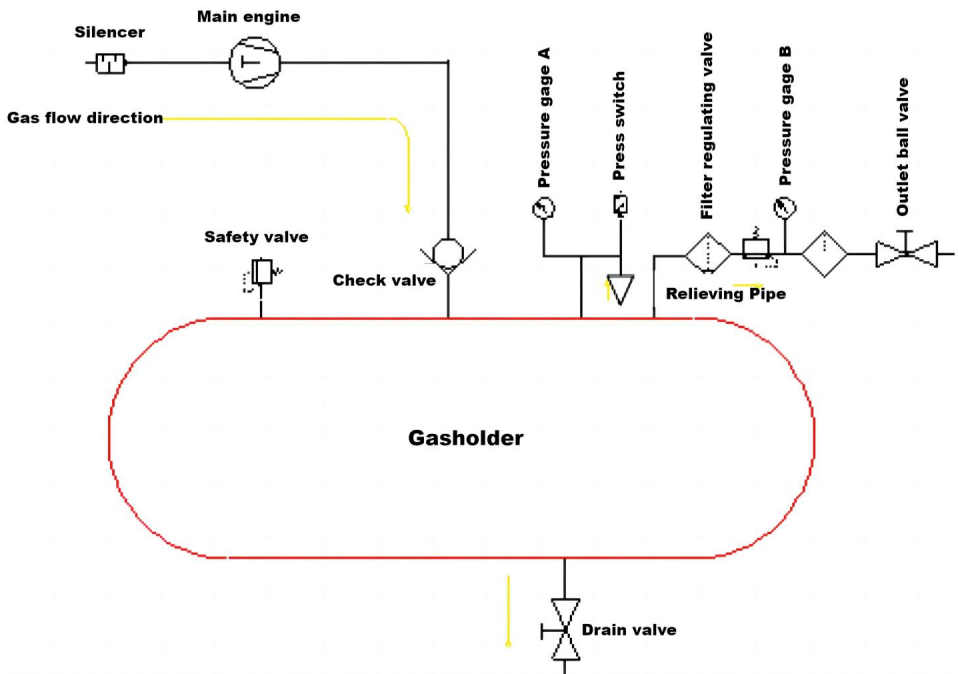 Main engine
Silencer
Gas flow direction
Pressure gage A
Press switch
Filter regulating valve
Pressure gage B
Outlet ball valve
Safety valve
Check valve
Relieving Pipe
Gasholder
Drain valve